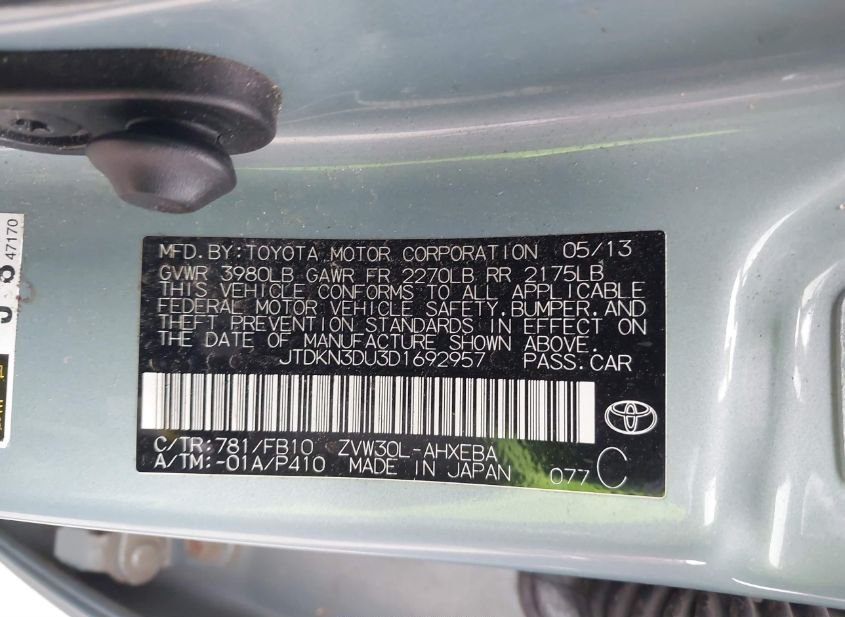 MFD.BY:TOYOTA MOTOR CORPORATION 05/13
GVWR 3980LB GAWR FR 2270LB RR 2175LB
THIS VEHICLE CONFORMS TO ALL APPLICABLE
FEDERAL MOTOR VEHICLE SAFETY.BUMPER.AND
THEFT PREVENTION STANDARDS IN EFFECT ON
THE DATE OF MANUFACTURE SHOWN ABOVE.
JTDKN3DU3D1692957 PASS.CAR
C/TR:781/FB10 ZVW30L-AHXEBA
A/TM:-01A/P410 MADE IN JAPAN 077 C
47170